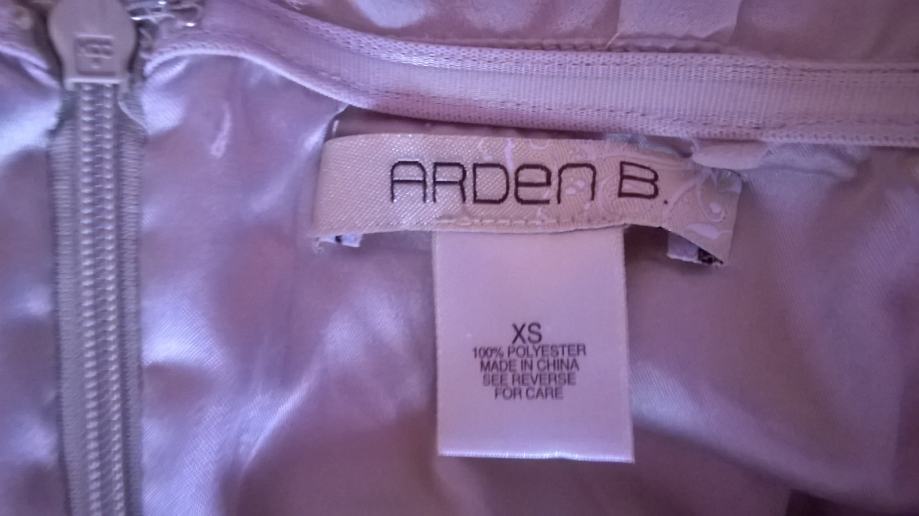 ARDEN B.
XS
100% POLYESTER
MADE IN CHINA
SEE REVERSE
FOR CARE